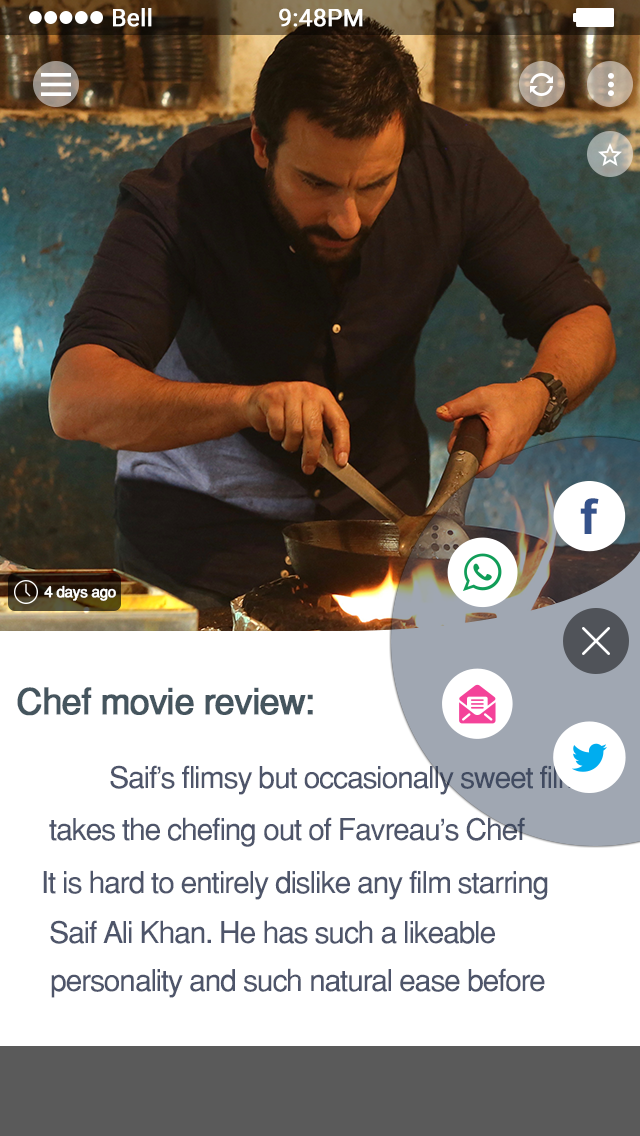 Bell
9:48PM
f
4 days ago
Chef movie review:
Saif's flimsy but occasionally sweet film
takes the chefing out of Favreau's Chef
It is hard to entirely dislike any film starring
Saif Ali Khan. He has such a likeable
personality and such natural ease before